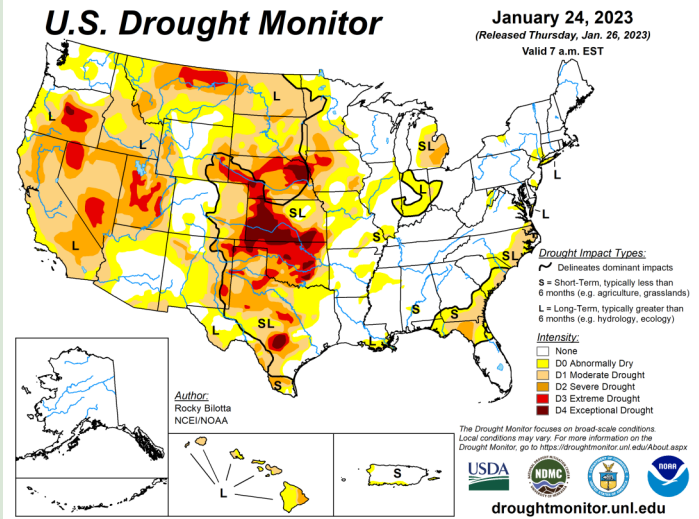 U.S. Drought Monitor
January 24, 2023
(Released Thursday, Jan. 26, 2023)
Valid 7 a.m. EST
L
L
L
L
SL
SL
S
L
L
L
SL
S
S
L
L
SL
S
Drought Impact Types:
Delineates dominant impacts
S = Short-Term, typically less than
6 months (e.g. agriculture, grasslands)
L = Long-Term, typically greater than
6 months (e.g. hydrology, ecology)
Intensity:
None
D0 Abnormally Dry
D1 Moderate Drought
D2 Severe Drought
D3 Extreme Drought
D4 Exceptional Drought
Author:
Rocky Bilotta
NCEI/NOAA
L
S
The Drought Monitor focuses on broad-scale conditions.
Local conditions may vary. For more information on the
Drought Monitor, go to https://droughtmonitor.unl.edu/About.aspx
USDA
NDMC
NOAA
droughtmonitor.unl.edu